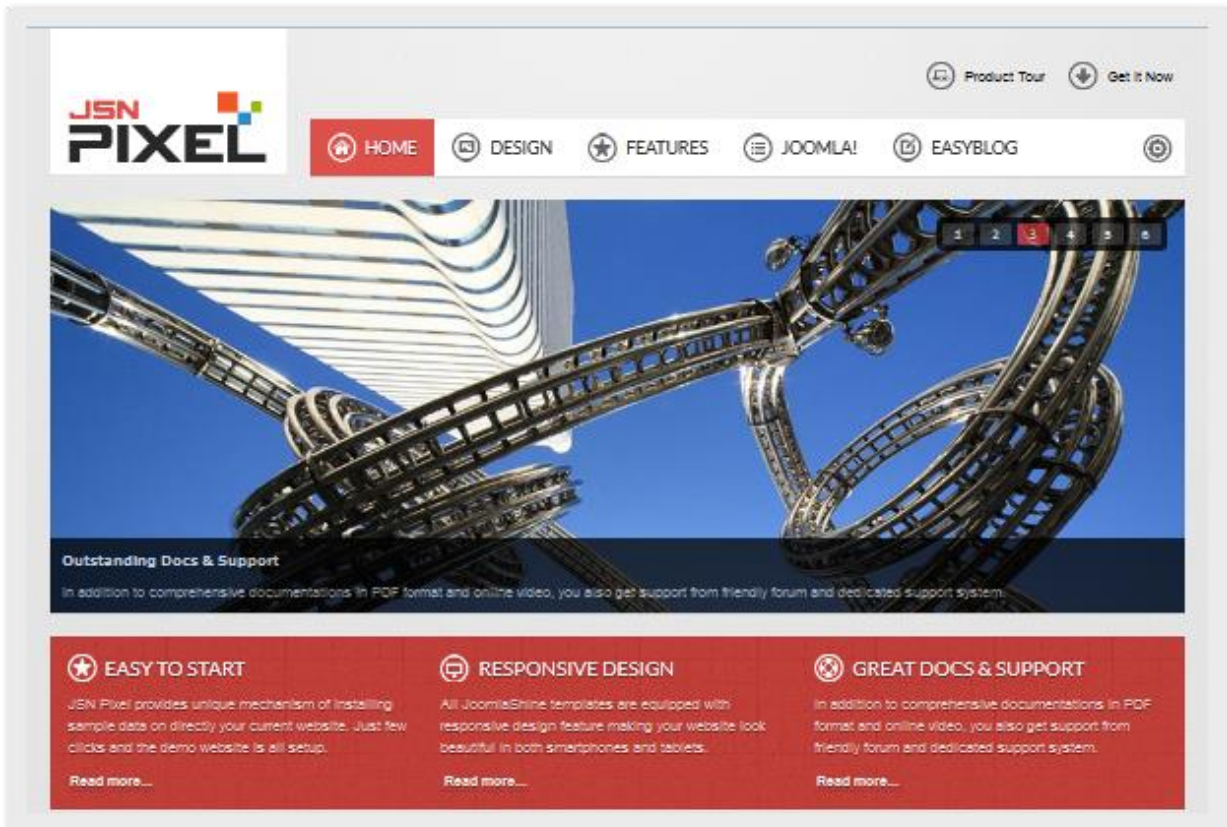 Product Tour
Get It Now
JSN
PIXEL
HOME
DESIGN
FEATURES
JOOMLA!
EASYBLOG
1 2 3 4 5 6
Outstanding Docs & Support
In addition to comprehensive documentations in PDF format and online video, you also get support from friendly forum and dedicated support system.
EASY TO START
JSN Pixel provides unique mechanism of installing
sample data on directly your current website. Just few
clicks and the demo website is all setup.
Read more...
RESPONSIVE DESIGN
All JoomlaShine templates are equipped with
responsive design feature making your website look
beautiful in both smartphones and tablets.
Read more...
GREAT DOCS & SUPPORT
In addition to comprehensive documentations in PDF
format and online video, you also get support from
friendly forum and dedicated support system.
Read more...